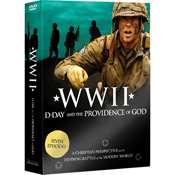 WWII
D-DAY AND THE PROVIDENCE OF GOD
SEVEN
EPISODES
A CHRISTIAN PERSPECTIVE on the
DEFINING BATTLE of the MODERN WORLD
WWII